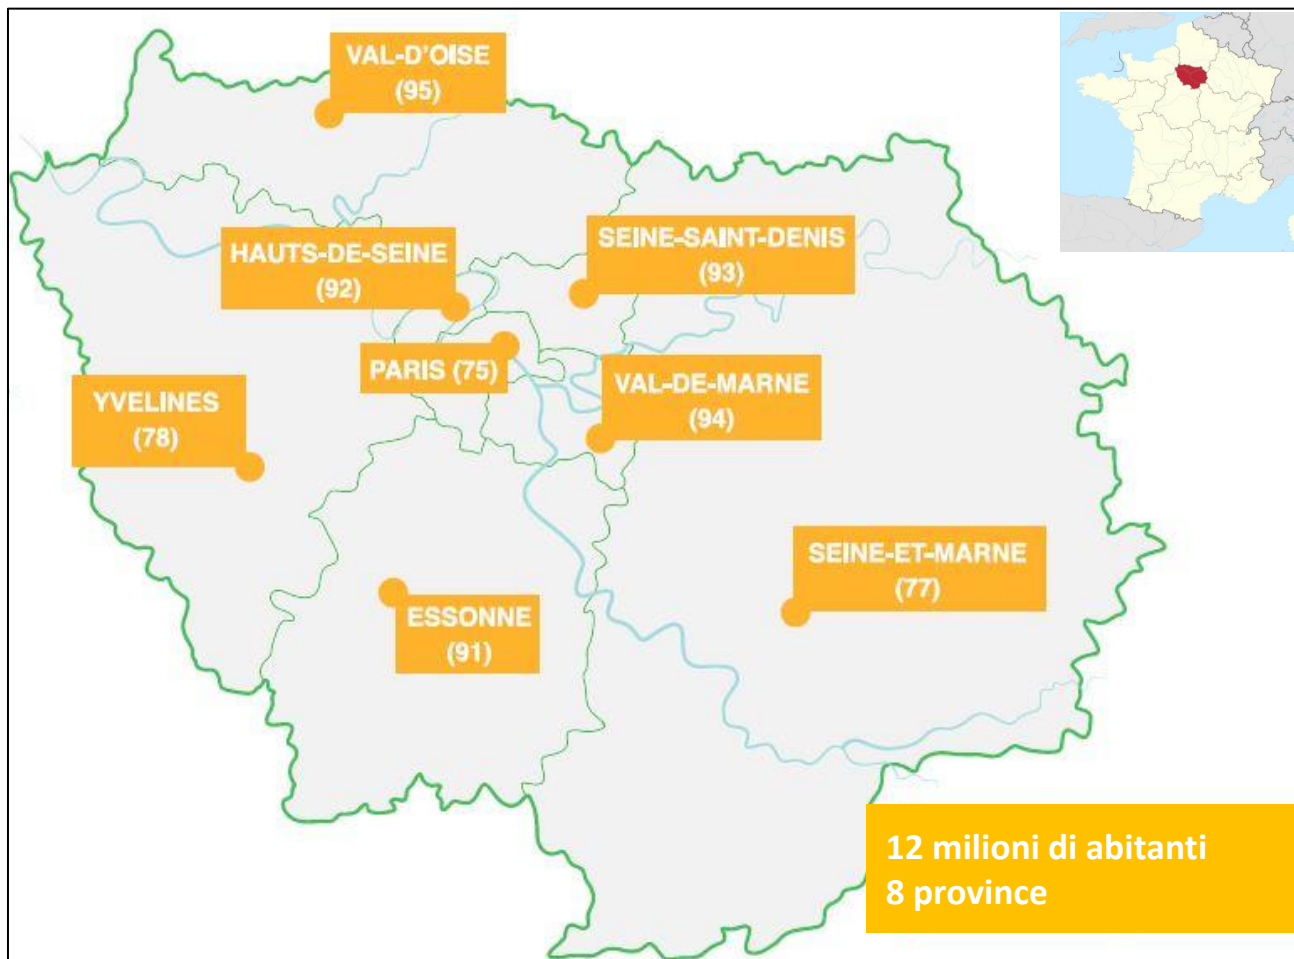 VAL-D'OISE
(95)
HAUTS-DE-SEINE
(92)
SEINE-SAINT-DENIS
(93)
PARIS (75)
VAL-DE-MARNE
(94)
YVELINES
(78)
SEINE-ET-MARNE
(77)
ESSONNE
(91)
12 milioni di abitanti
8 province